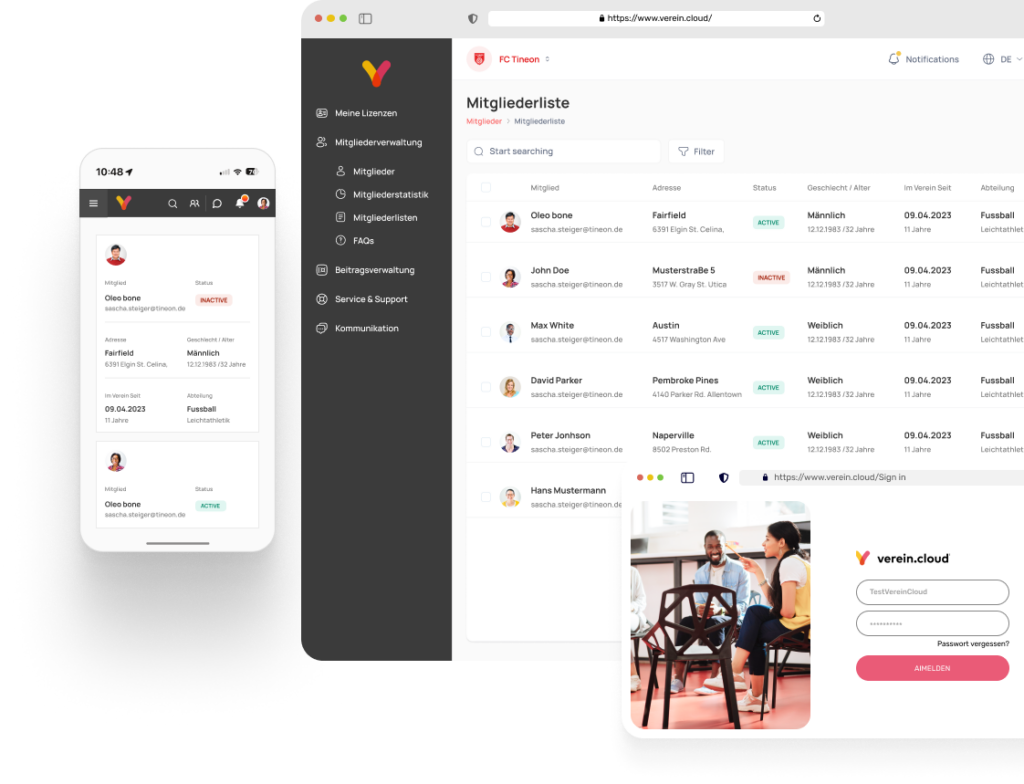 10:48
Mitglied
Status
Oleo bone
INACTIVE
sascha.steiger@tineon.de
Adresse
Geschlecht / Alter
Fairfield
Männlich
6391 Elgin St. Celina,
12.12.1983 /32 Jahre
Im Verein Seit
Abteilung
09.04.2023
Fussball
11 Jahre
Leichtathletik
Mitglied
Status
Oleo bone
ACTIVE
sascha.steiger@tineon.de
https://www.verein.cloud/
Meine Lizenzen
Mitgliederverwaltung
Mitglieder
Mitgliederstatistik
Mitgliederlisten
FAQs
Beitragsverwaltung
Service & Support
Kommunikation
FC Tineon
Notifications
DE
Mitgliederliste
Mitglieder > Mitgliederliste
Start searching
Filter
Mitglied Adresse Status Geschlecht / Alter Im Verein Seit Abteilung
Oleo bone Fairfield ACTIVE Männlich 09.04.2023 Fussball
sascha.steiger@tineon.de 6391 Elgin St. Celina, 12.12.1983 /32 Jahre 11 Jahre Leichtathlet
John Doe Musterstraße 5 INACTIVE Männlich 09.04.2023 Fussball
sascha.steiger@tineon.de 3517 W. Gray St. Utica 12.12.1983 /32 Jahre 11 Jahre Leichtathlet
Max White Austin ACTIVE Weiblich 09.04.2023 Fussball
sascha.steiger@tineon.de 4517 Washington Ave 12.12.1983 /32 Jahre 11 Jahre Leichtathlet
David Parker Pembroke Pines ACTIVE Weiblich 09.04.2023 Fussball
sascha.steiger@tineon.de 4140 Parker Rd. Allentown 12.12.1983 /32 Jahre 11 Jahre Leichtathlet
Peter Jonhson Naperville ACTIVE Weiblich 09.04.2023 Fussball
sascha.steiger@tineon.de 8502 Preston Rd. 12.12.1983 /32 Jahre 11 Jahre Leichtathlet
Hans Mustermann
sascha.steiger@tineon.de
https://www.verein.cloud/Sign in
verein.cloud
TestVereinCloud
Passwort vergessen?
AIMELDEN